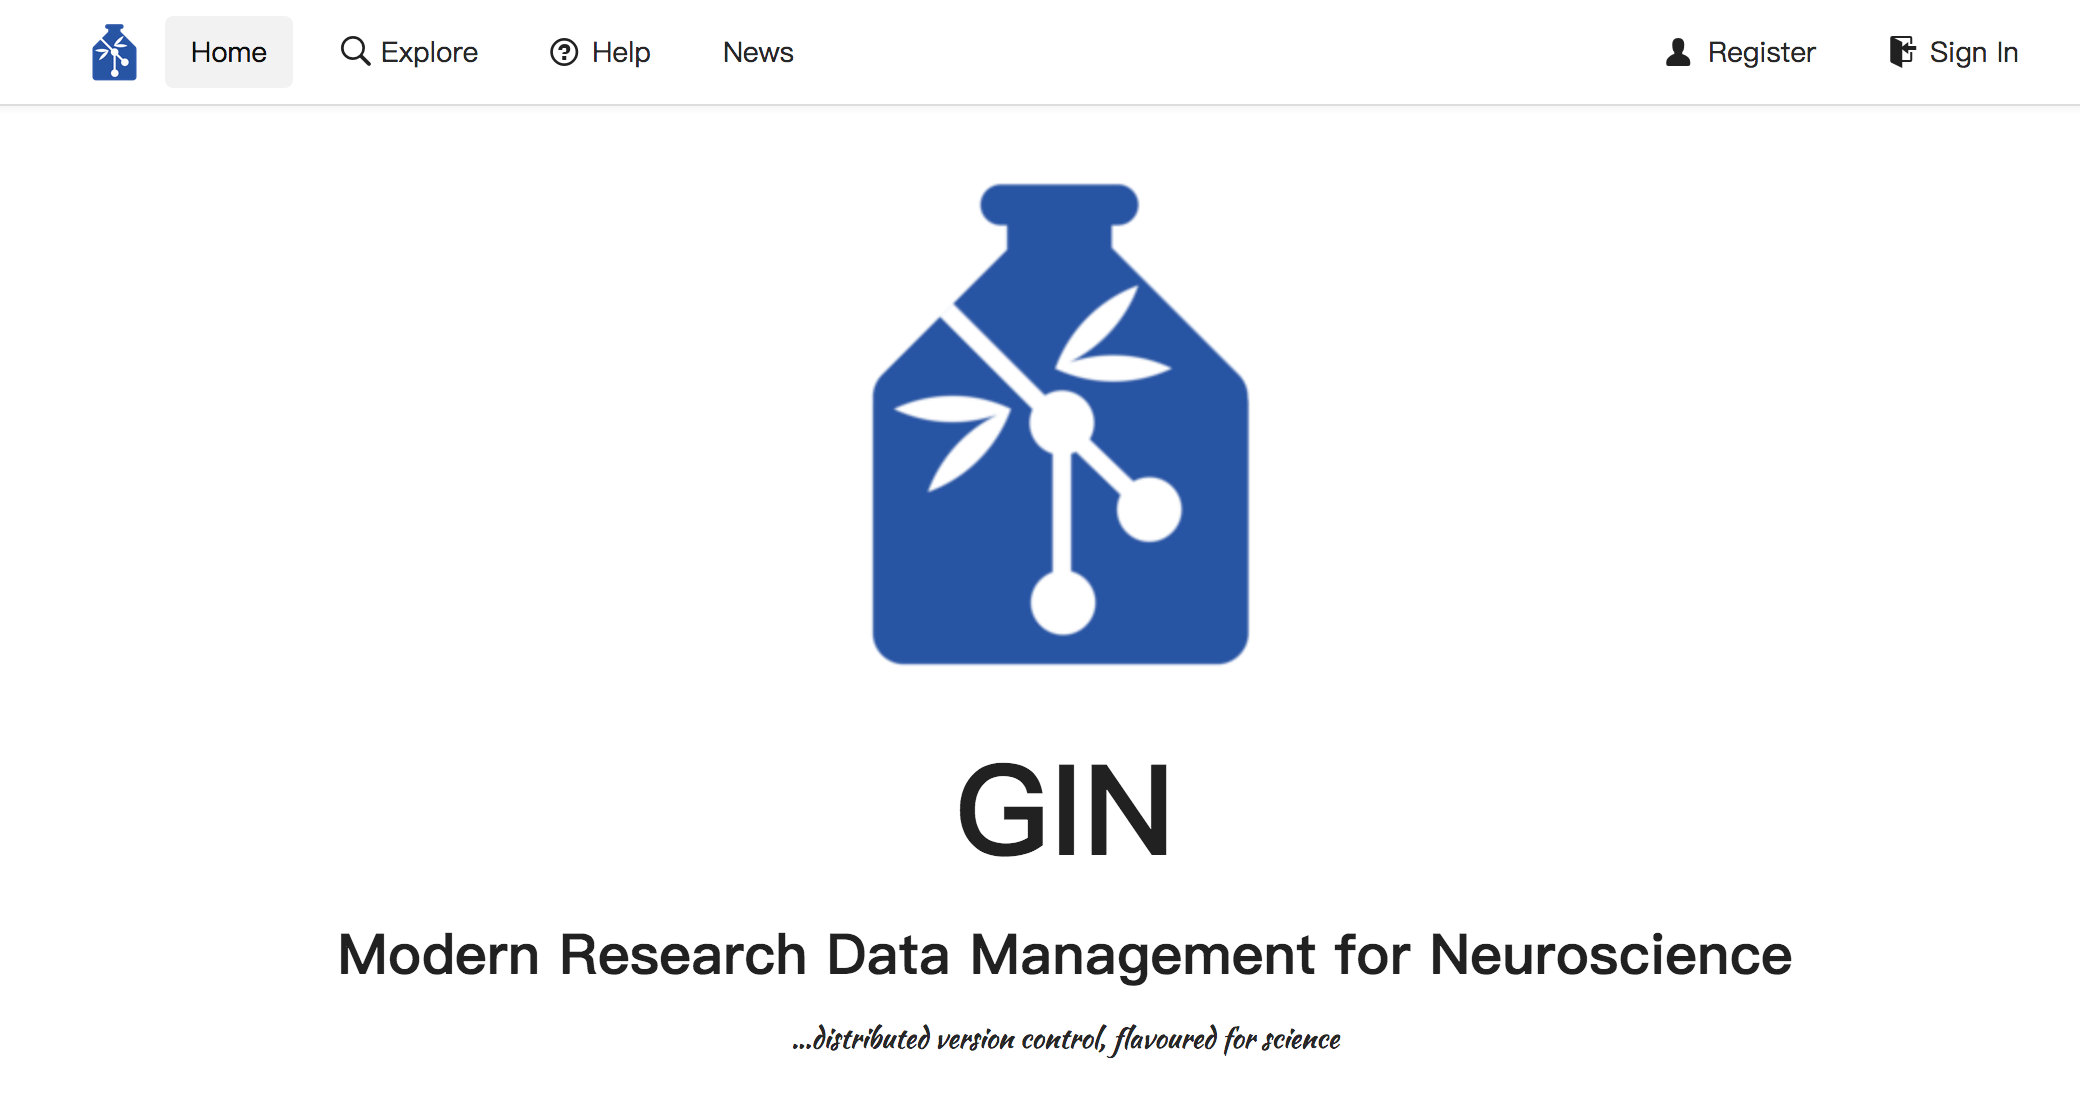 Home Explore Help News Register Sign In
GIN
Modern Research Data Management for Neuroscience
...distributed version control, flavoured for science